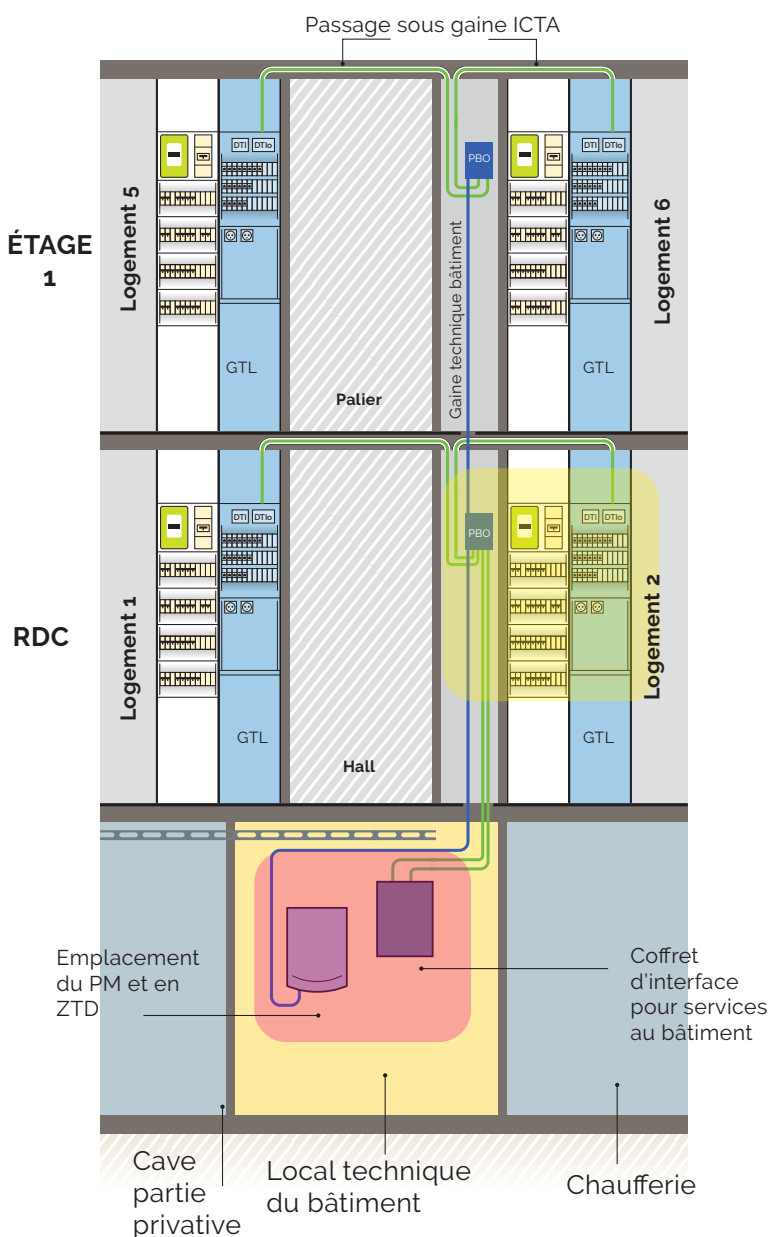 Passage sous gaine ICTA
DTI DTIo
DTI DTIo
PBO
ÉTAGE
1
Logement 5
Gaine technique bâtiment
Logement 6
GTL
GTL
Palier
DTI DTIo
DTI DTIo
PBO
RDC
Logement 1
Logement 2
GTL
GTL
Hall
Emplacement
du PM et en
ZTD
Coffret
d'interface
pour services
au bâtiment
Cave
partie
privative
Local technique
du bâtiment
Chaufferie